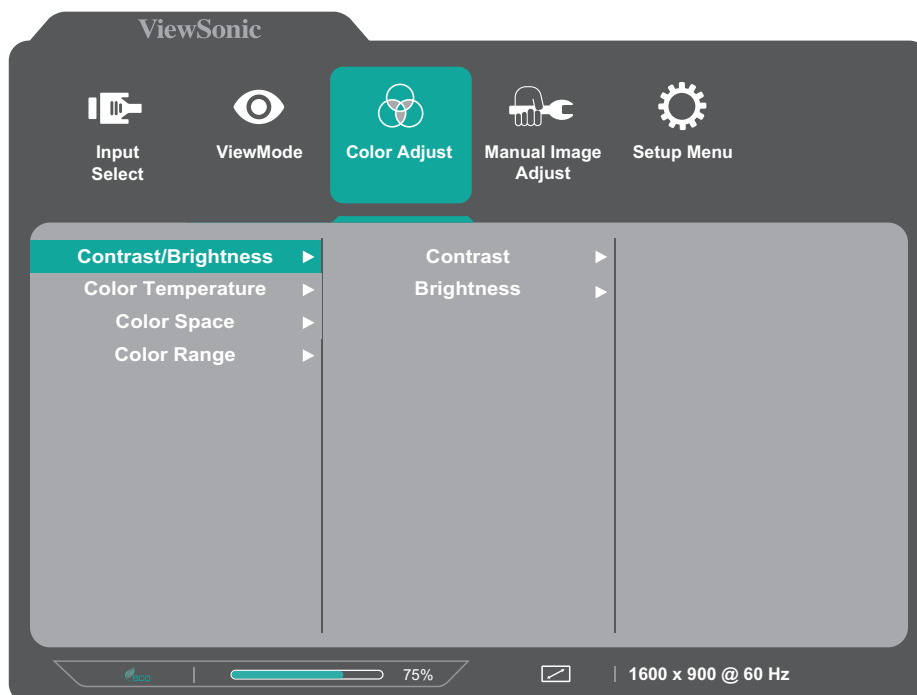 ViewSonic
Input
Select
ViewMode
Color Adjust
Manual Image
Adjust
Setup Menu
Contrast/Brightness
Contrast
Color Temperature
Brightness
Color Space
Color Range
eco
75%
1600 x 900 @ 60 Hz